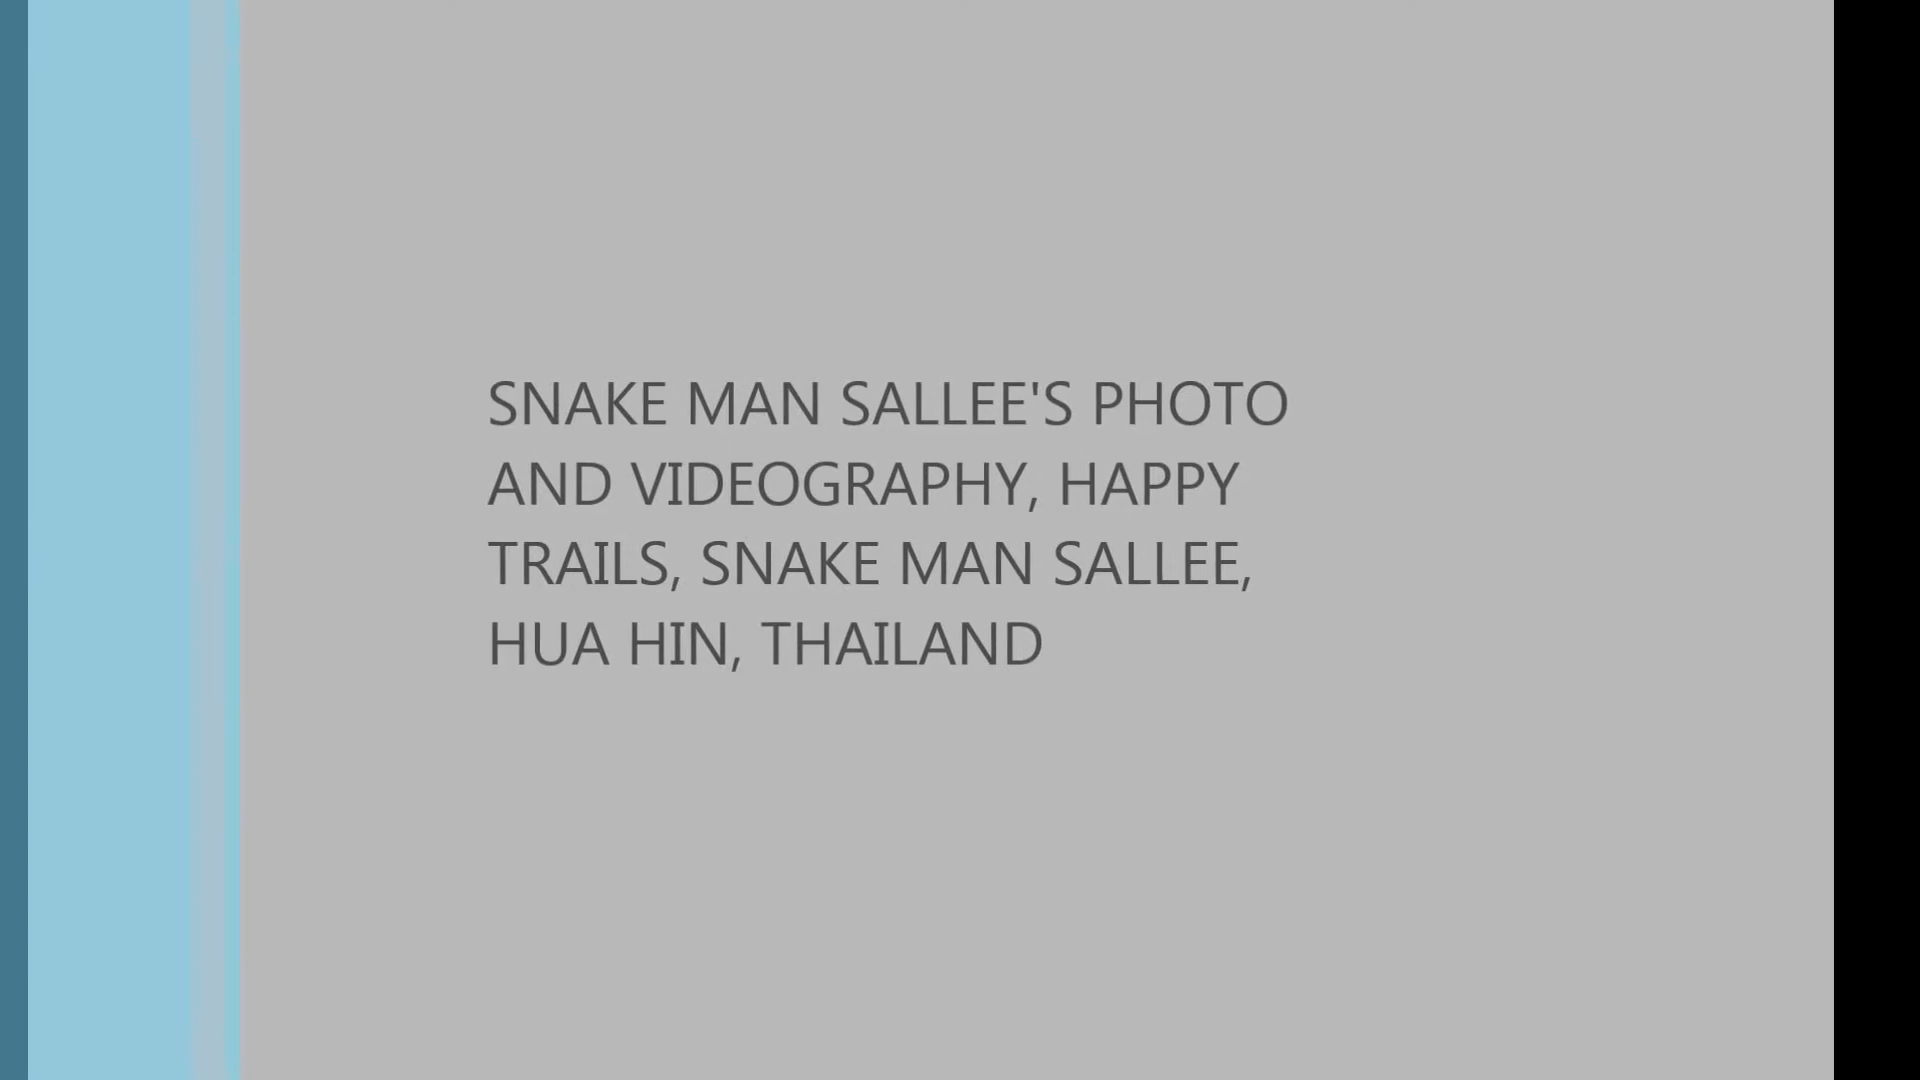 SNAKE MAN SALLEE'S PHOTO
AND VIDEOGRAPHY, HAPPY
TRAILS, SNAKE MAN SALLEE,
HUA HIN, THAILAND